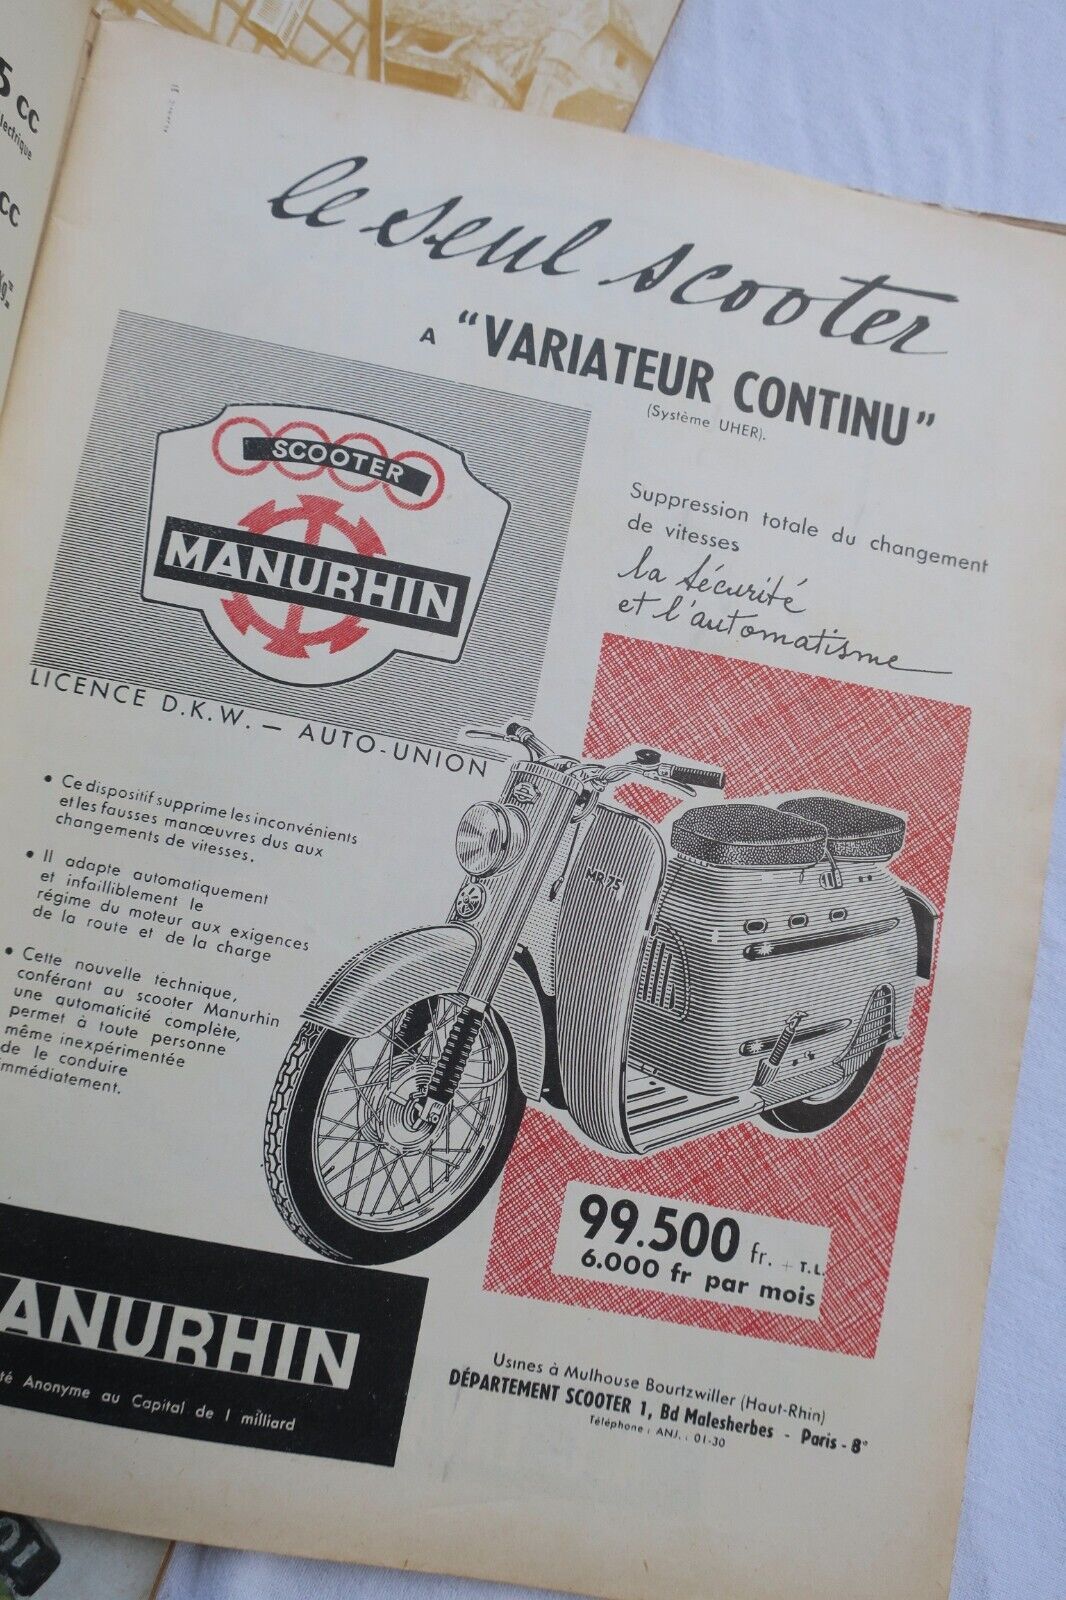 5 cc
cc
le seul scooter
A "VARIATEUR CONTINU"
(Système UHER).
SCOOTER
MANURHIN
LICENCE D.K.W. — AUTO-UNION
Suppression totale du changement
de vitesses
la sécurité
et l'automatisme
• Ce dispositif supprime les inconvénients
et les fausses manœuvres dus aux
changements de vitesses.
• Il adapte automatiquement
et infailliblement le
régime du moteur aux exigences
de la route et de la charge
• Cette nouvelle technique,
conférant au scooter Manurhin
une automaticité complète,
permet à toute personne
même inexpérimentée
de le conduire
immédiatement.
MR 75
99.500 fr. + T.L.
6.000 fr par mois
ANURHIN
té Anonyme au Capital de 1 milliard
Usines à Mulhouse Bourtzwiller (Haut-Rhin)
DÉPARTEMENT SCOOTER 1, Bd Malesherbes - Paris - 8e
Téléphone : ANJ. : 01-30